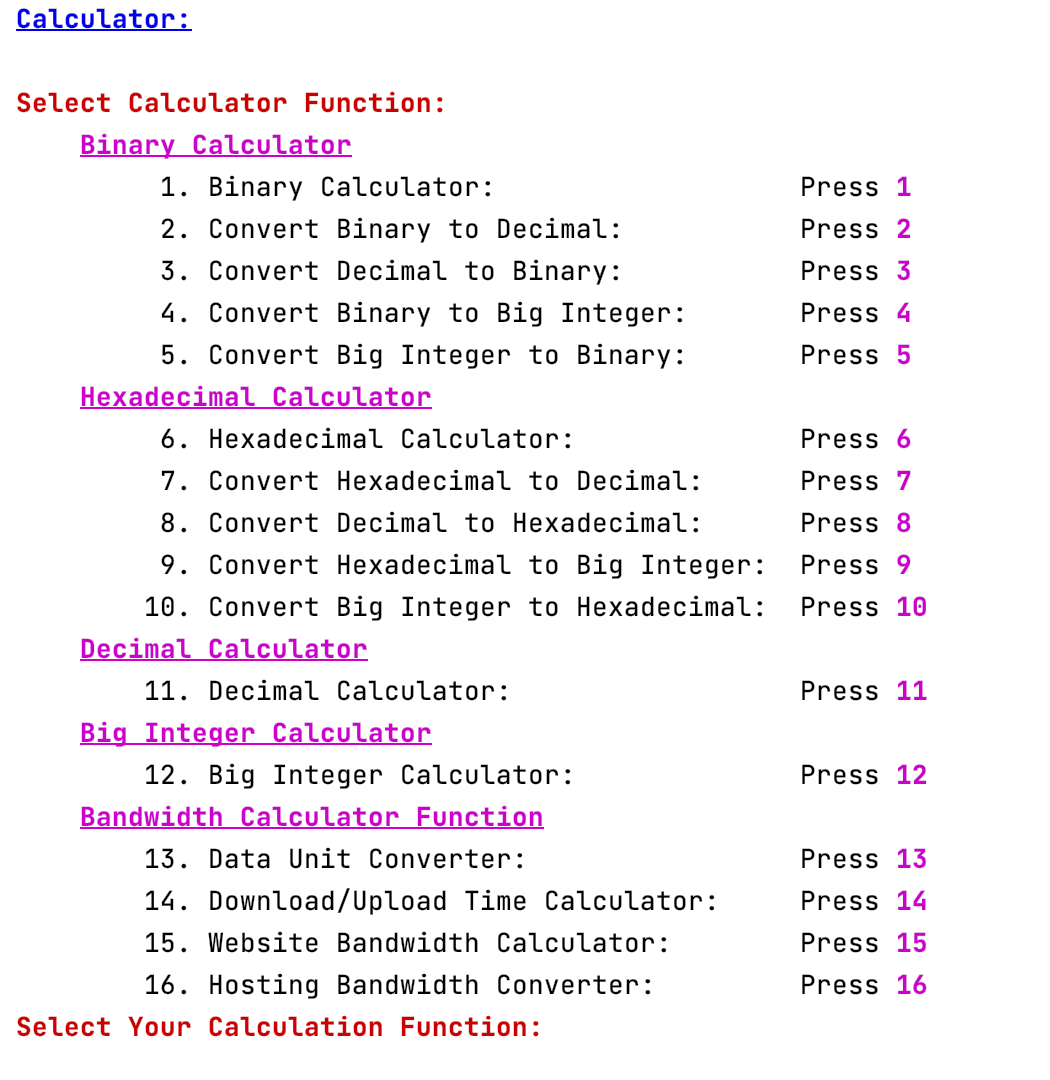 Calculator:
Select Calculator Function:
Binary Calculator
1. Binary Calculator: Press 1
2. Convert Binary to Decimal: Press 2
3. Convert Decimal to Binary: Press 3
4. Convert Binary to Big Integer: Press 4
5. Convert Big Integer to Binary: Press 5
Hexadecimal Calculator
6. Hexadecimal Calculator: Press 6
7. Convert Hexadecimal to Decimal: Press 7
8. Convert Decimal to Hexadecimal: Press 8
9. Convert Hexadecimal to Big Integer: Press 9
10. Convert Big Integer to Hexadecimal: Press 10
Decimal Calculator
11. Decimal Calculator: Press 11
Big Integer Calculator
12. Big Integer Calculator: Press 12
Bandwidth Calculator Function
13. Data Unit Converter: Press 13
14. Download/Upload Time Calculator: Press 14
15. Website Bandwidth Calculator: Press 15
16. Hosting Bandwidth Converter: Press 16
Select Your Calculation Function: